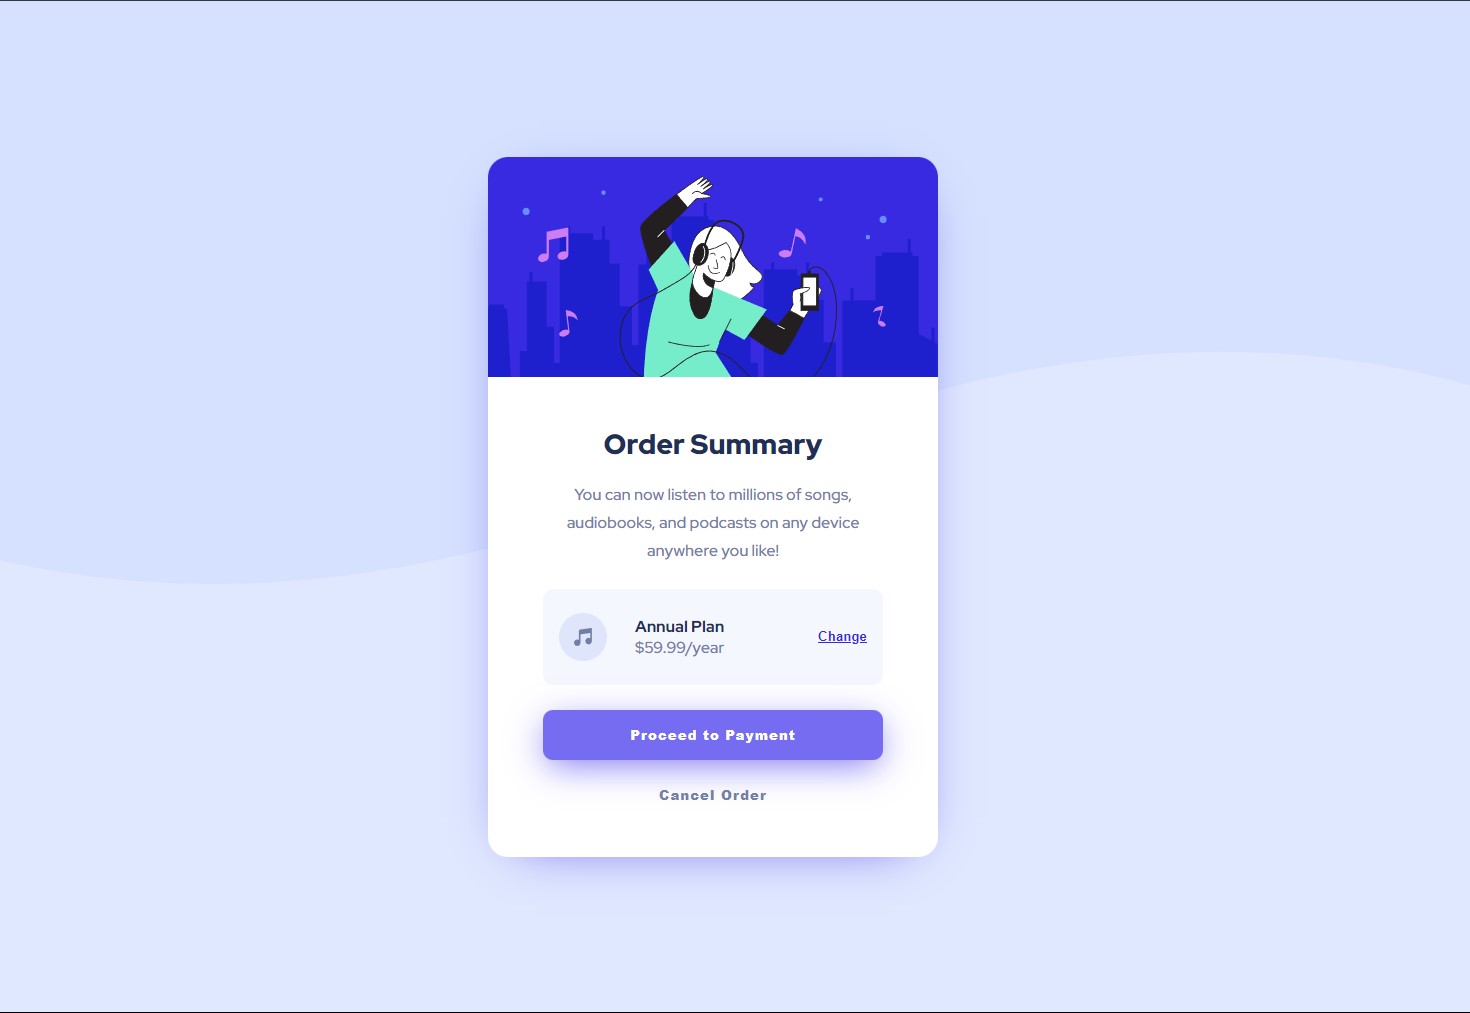 Order Summary
You can now listen to millions of songs,
audiobooks, and podcasts on any device
anywhere you like!
Annual Plan
$59.99/year
Change
Proceed to Payment
Cancel Order